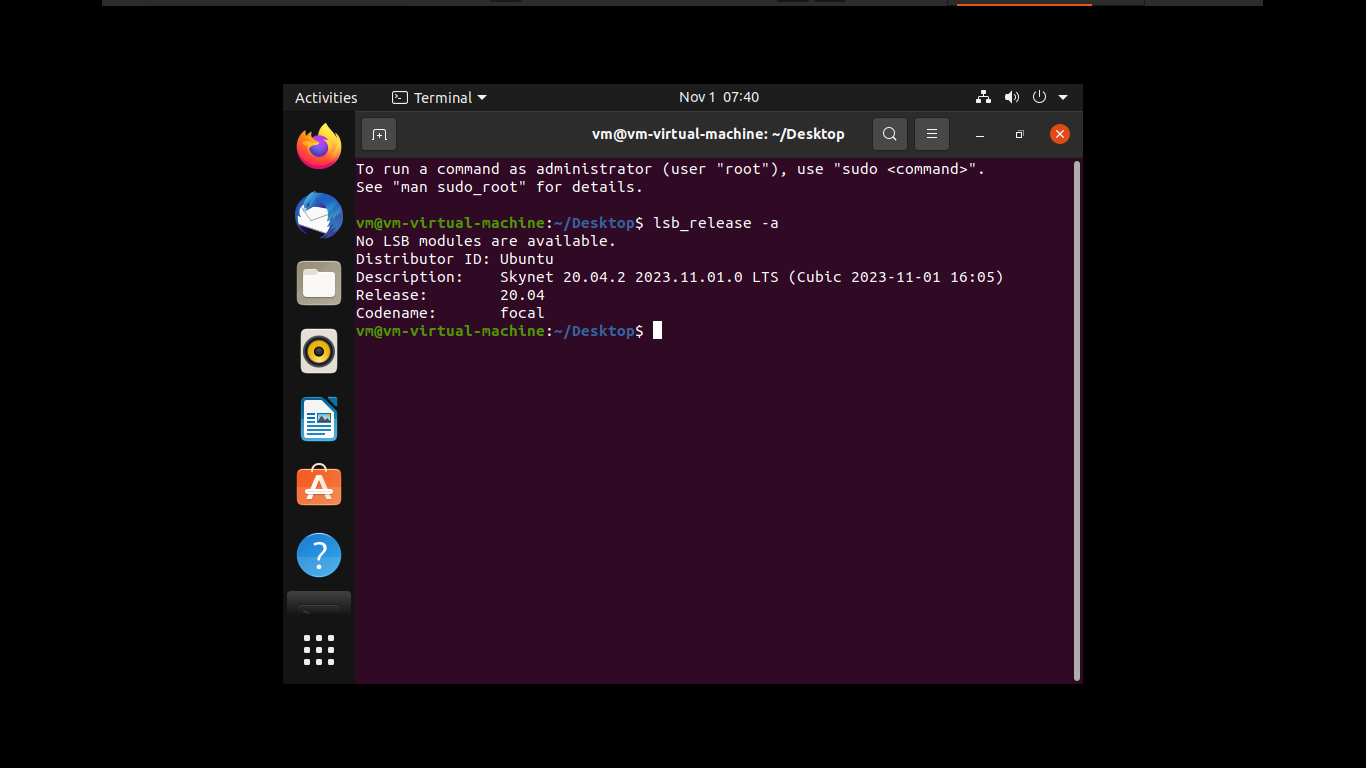 Activities Terminal Nov 1 07:40
vm@vm-virtual-machine: ~/Desktop
To run a command as administrator (user "root"), use "sudo <command>".
See "man sudo_root" for details.
vm@vm-virtual-machine:~/Desktop$ lsb_release -a
No LSB modules are available.
Distributor ID: Ubuntu
Description: Skynet 20.04.2 2023.11.01.0 LTS (Cubic 2023-11-01 16:05)
Release: 20.04
Codename: focal
vm@vm-virtual-machine:~/Desktop$